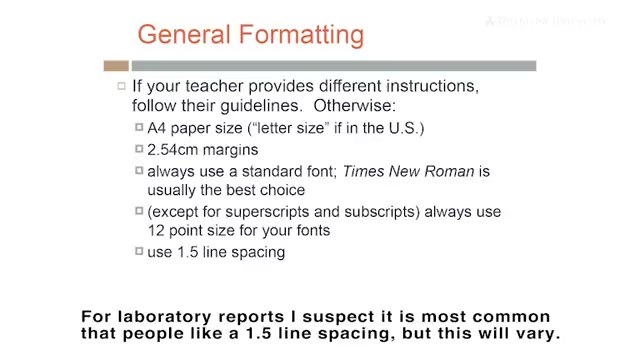 General Formatting
If your teacher provides different instructions,
follow their guidelines.  Otherwise:
A4 paper size ("letter size" if in the U.S.)
2.54cm margins
always use a standard font; Times New Roman is
usually the best choice
(except for superscripts and subscripts) always use
12 point size for your fonts
use 1.5 line spacing
For laboratory reports I suspect it is most common
that people like a 1.5 line spacing, but this will vary.